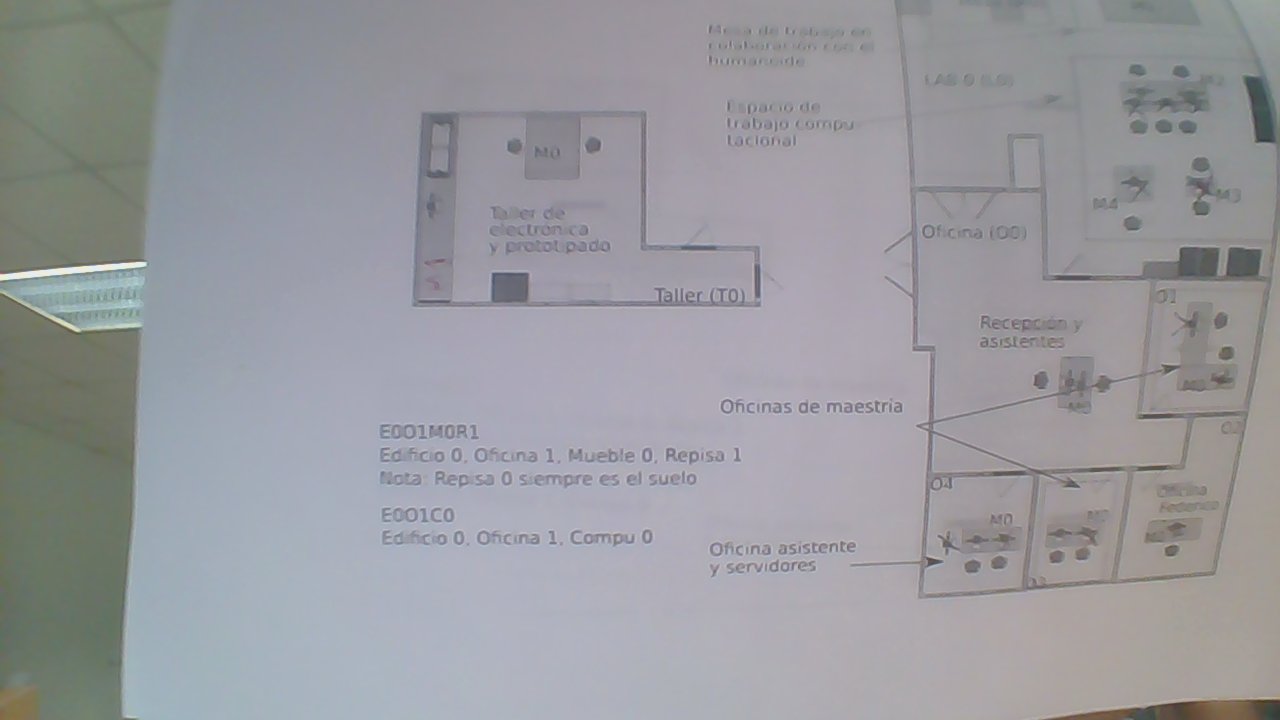 Mesa de trabajo en
colaboración con el
humanoide
LAB 0 (L0)
M2
Espacio de
trabajo compu-
tacional
M0
M4
M3
Taller de
electrónica
y prototipado
Oficina (O0)
Taller (T0)
O1
Recepción y
asistentes
M0
M0
Oficinas de maestría
O2
E0O1M0R1
Edificio 0, Oficina 1, Mueble 0, Repisa 1
Nota: Repisa 0 siempre es el suelo
O4
Oficina
Federico
M0
E0O1C0
Edificio 0, Oficina 1, Compu 0
Oficina asistente
y servidores